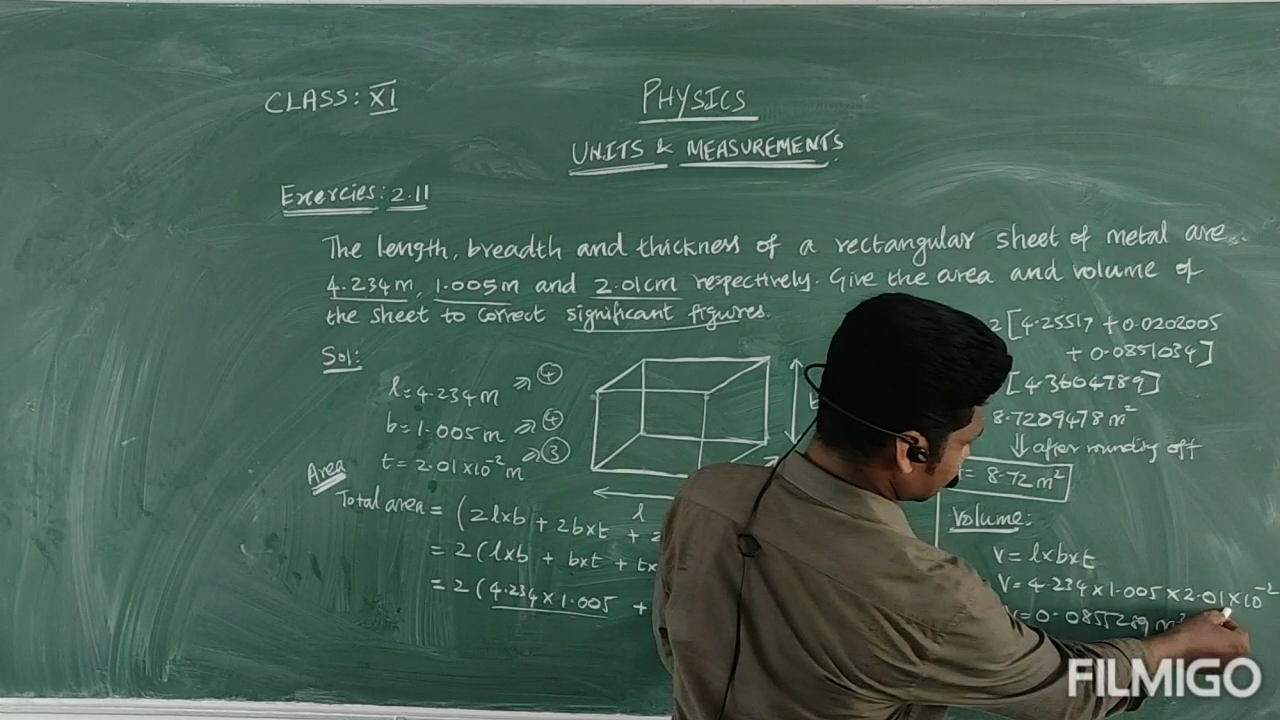 CLASS: XI
PHYSICS
UNITS & MEASUREMENTS
Exercies: 2.11
The length, breadth and thickness of a rectangular sheet of metal are
4.234m, 1.005m and 2.01cm respectively. Give the area and volume of
the sheet to correct significant figures.
Sol:
l = 4.234m ⇒ 4
b = 1.005m ⇒ 4
t = 2.01×10⁻² m ⇒ 3
Area
Total area = (2l×b + 2b×t + 2
= 2(l×b + b×t + t×
= 2(4.234×1.005 +
l
2[4.25517 + 0.0202005
+ 0.0851034]
[4.3604789]
8.7209478 m²
⇓ after rounding off
= 8.72 m²
Volume:
V = l×b×t
V = 4.234×1.005×2.01×10⁻²
V = 0.0855289 m³
FILMIGO